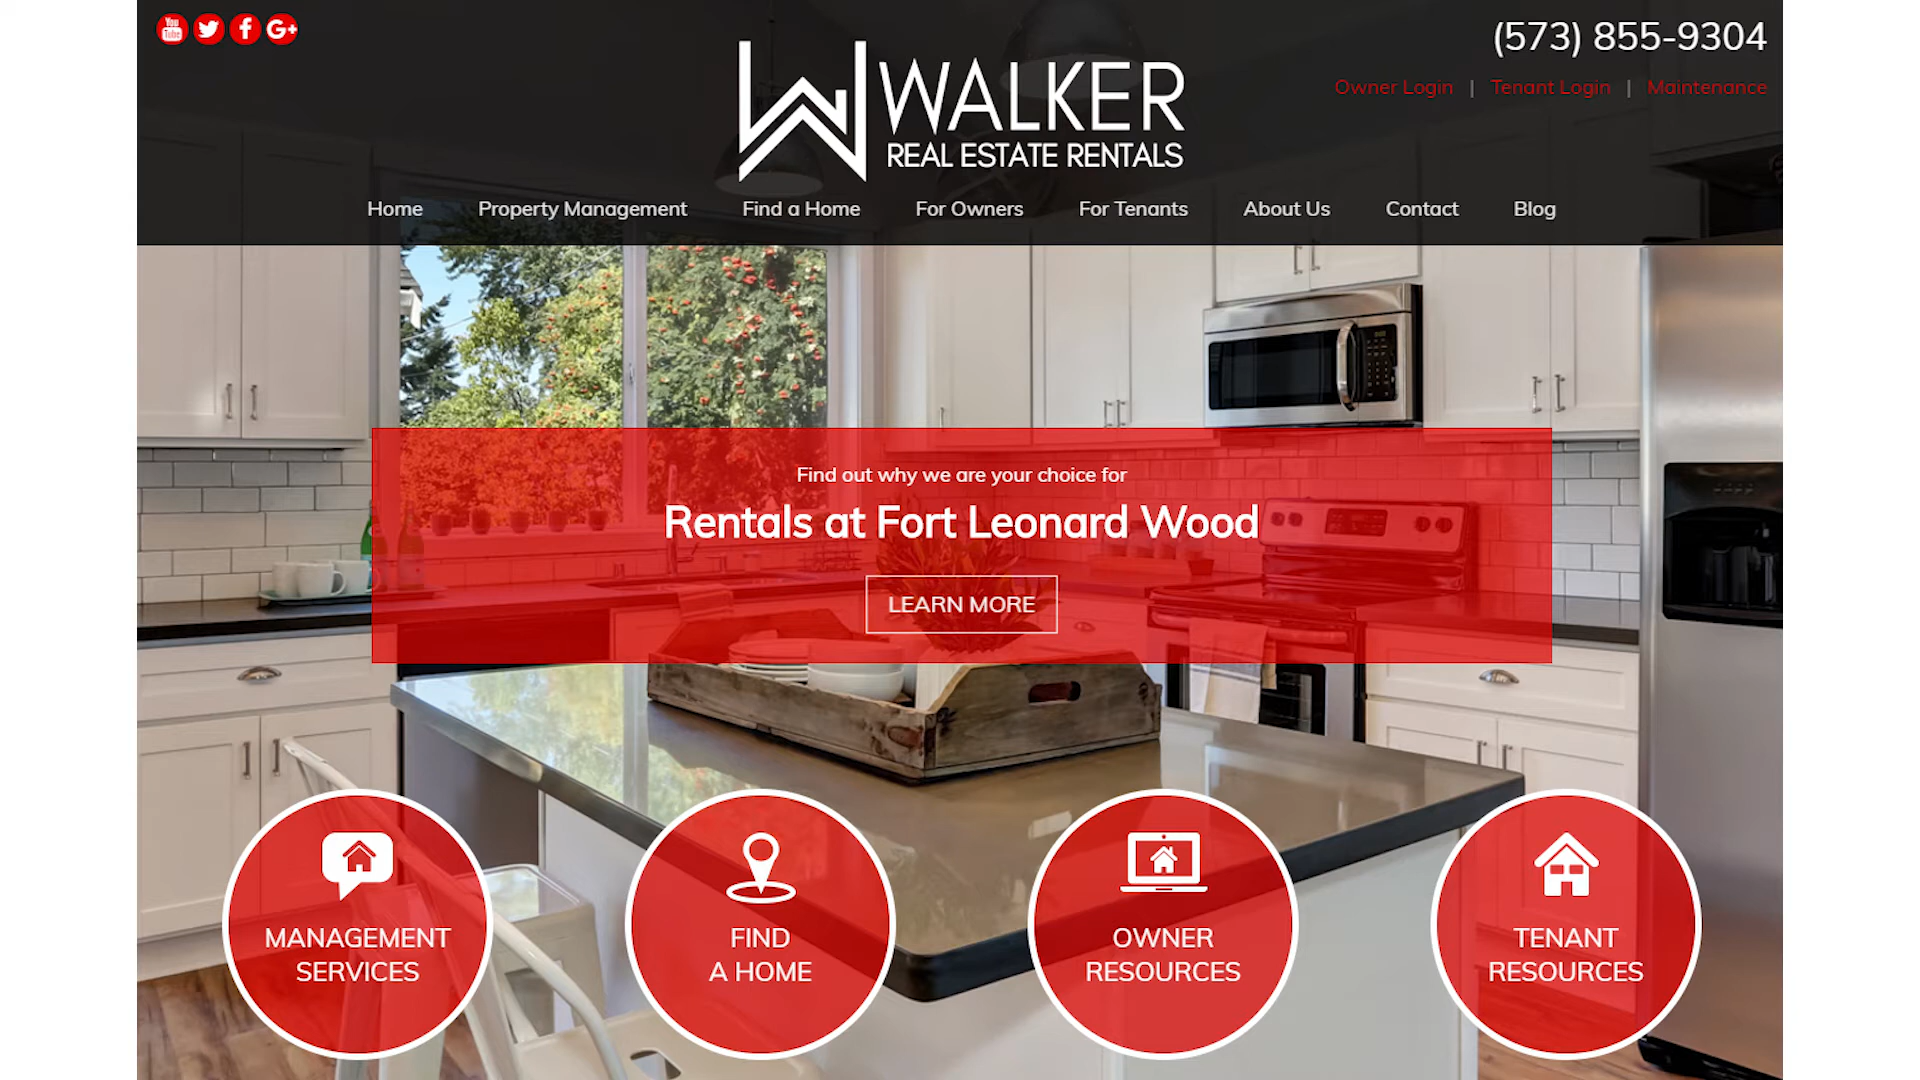 You
Tube
(573) 855-9304
Owner Login | Tenant Login | Maintenance
WALKER
REAL ESTATE RENTALS
Home Property Management Find a Home For Owners For Tenants About Us Contact Blog
Find out why we are your choice for
Rentals at Fort Leonard Wood
LEARN MORE
MANAGEMENT
SERVICES
FIND
A HOME
OWNER
RESOURCES
TENANT
RESOURCES